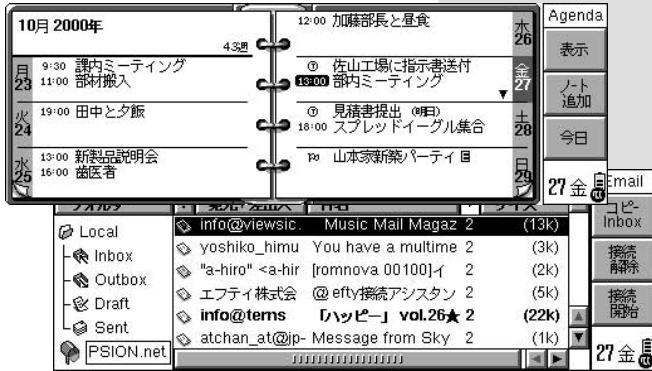 10月 2000年
43週
月
23
9:30 課内ミーティング
11:00 部材搬入
火
24
19:00 田中と夕飯
水
25
13:00 新製品説明会
16:00 歯医者
12:00 加藤部長と昼食
木
26
佐山工場に指示書送付
13:00 部内ミーティング
金
27
見積書提出 (明日)
18:00 スプレッドイーグル集合
土
28
山本家新築パーティ
日
29
Agenda
表示
ノート
追加
今日
27 金
Email
コピー
Inbox
接続
解除
接続
開始
27 金
Local
Inbox
Outbox
Draft
Sent
PSION.net
info@viewsic. Music Mail Magaz 2 (13k)
yoshiko_himu You have a multime 2 (3k)
"a-hiro" <a-hir [romnova 00100]イ 2 (2k)
エフティ株式会 @efty接続アシスタン 2 (5k)
info@terns 「ハッピー」 vol.26★ 2 (22k)
atchan_at@jp- Message from Sky 2 (1k)